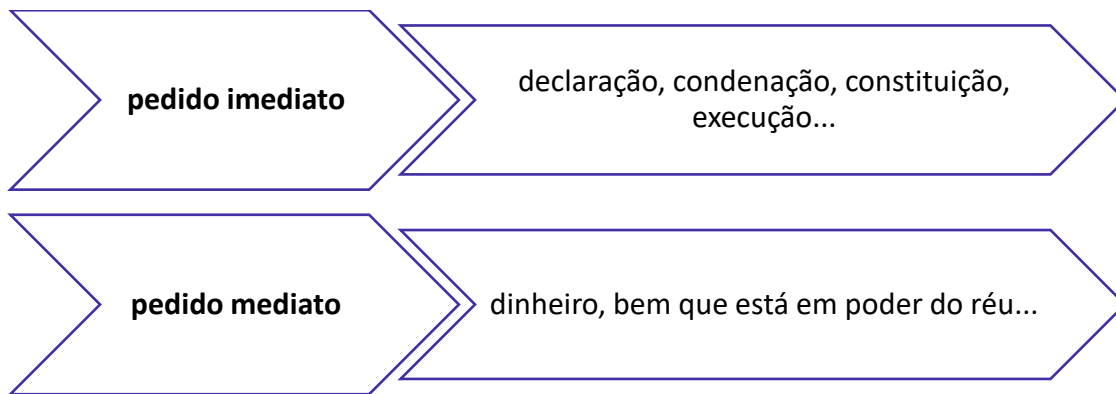 pedido imediato
declaração, condenação, constituição,
execução...
pedido mediato
dinheiro, bem que está em poder do réu...